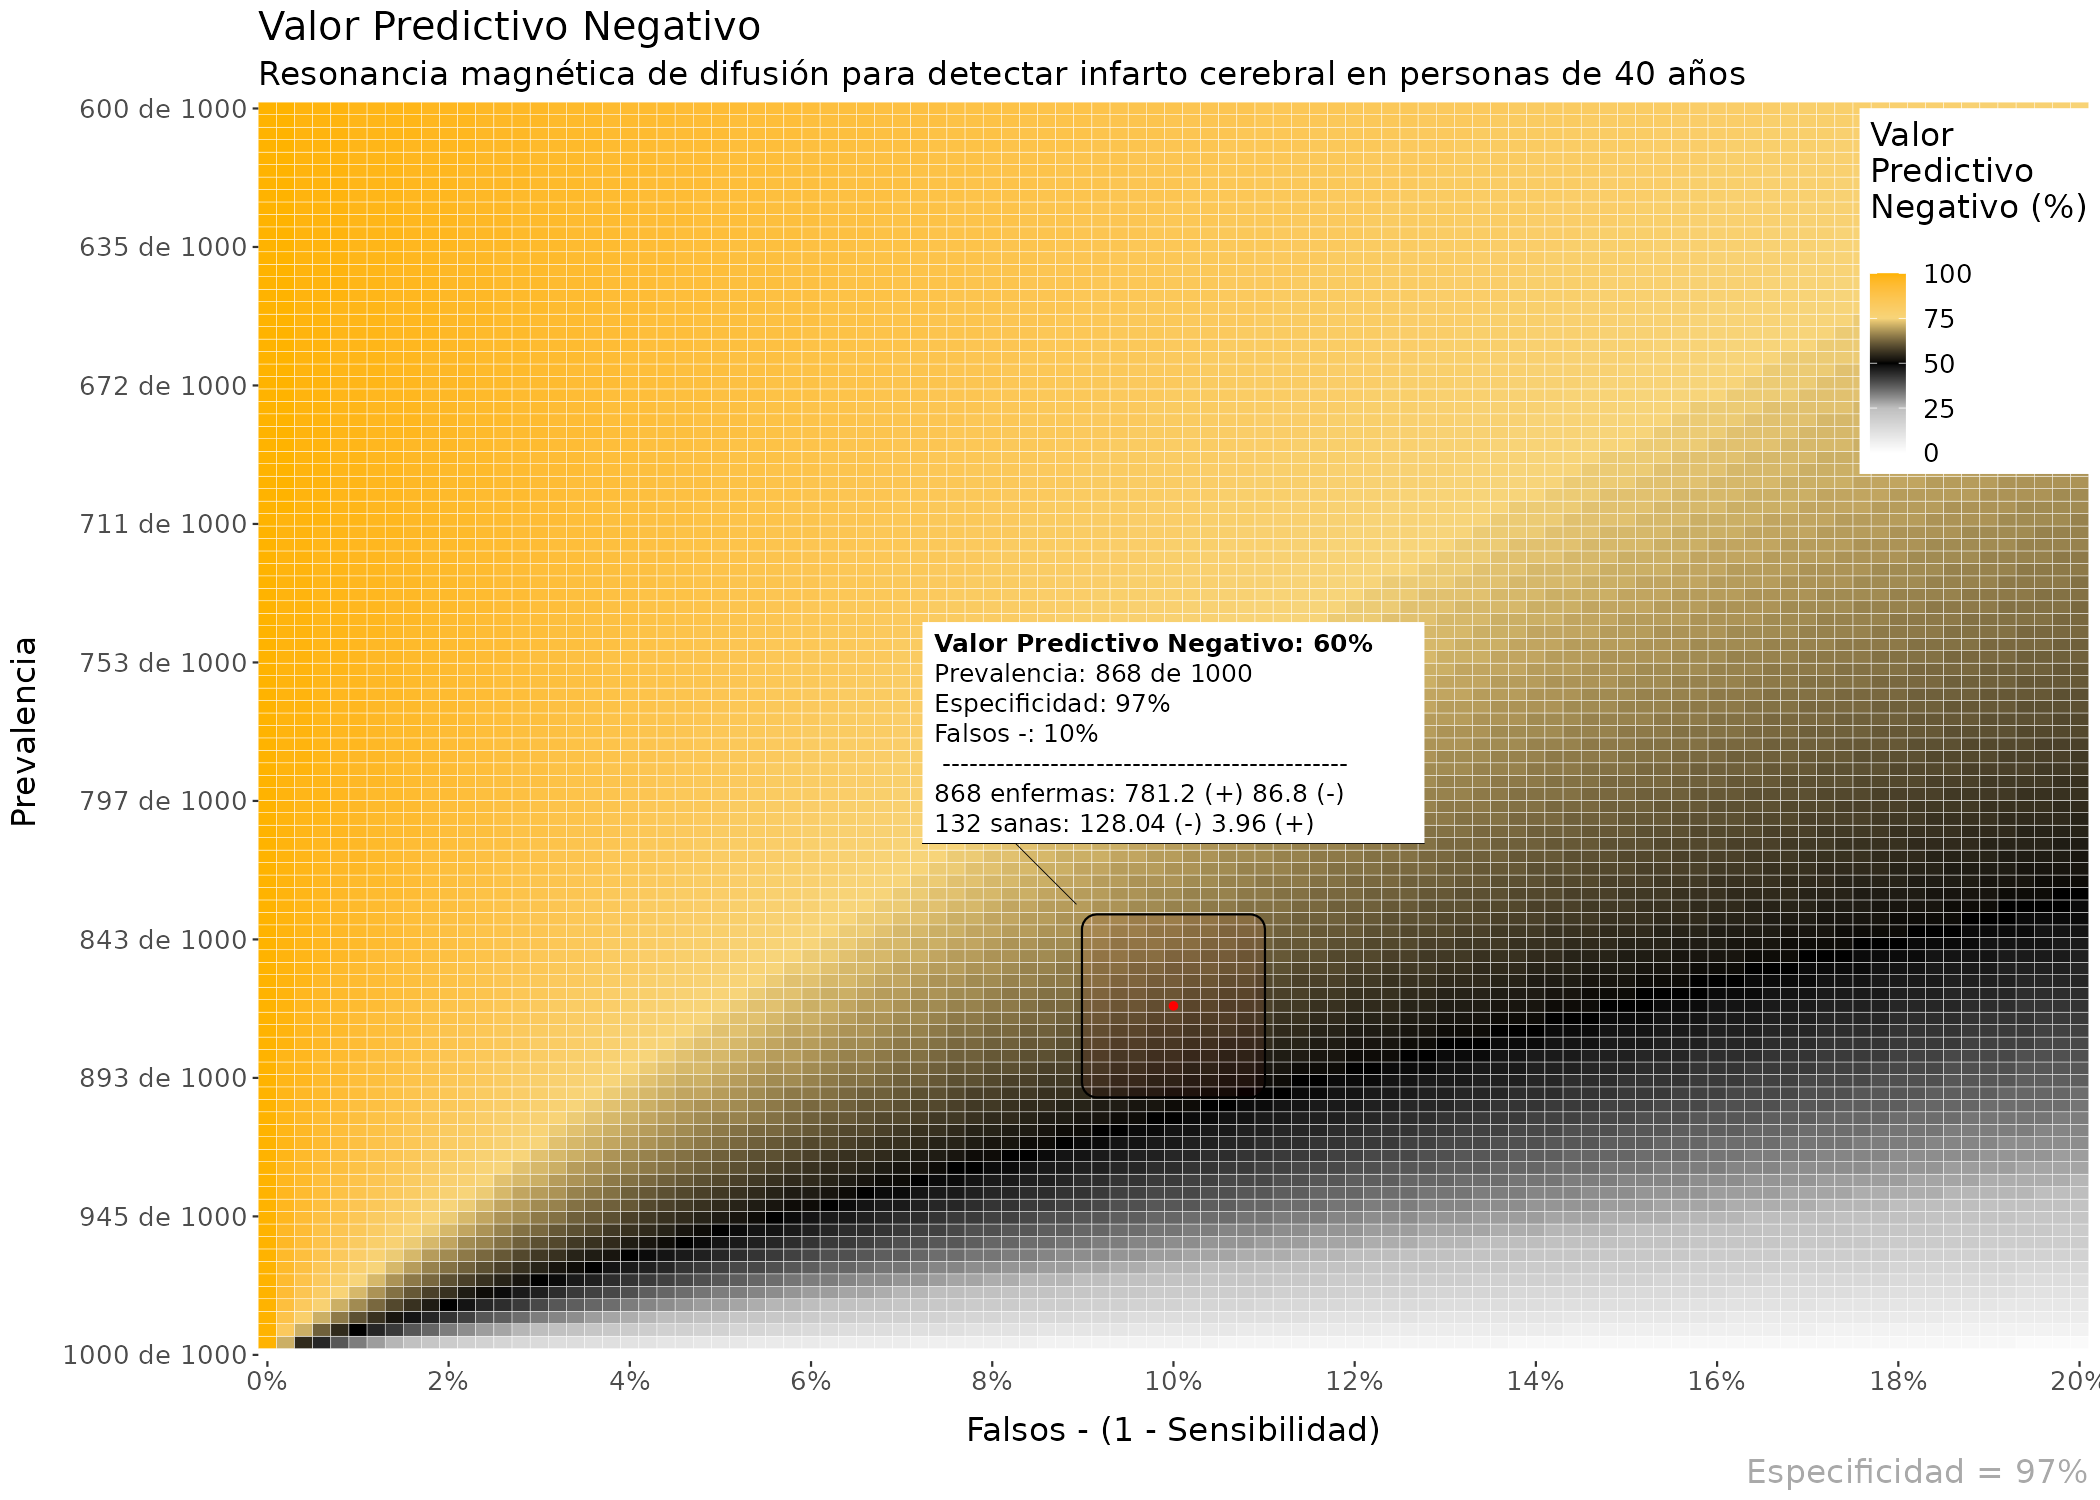 Valor Predictivo Negativo
Resonancia magnética de difusión para detectar infarto cerebral en personas de 40 años
600 de 1000
635 de 1000
672 de 1000
711 de 1000
753 de 1000
797 de 1000
843 de 1000
893 de 1000
945 de 1000
1000 de 1000
Prevalencia
Valor
Predictivo
Negativo (%)
100
75
50
25
0
Valor Predictivo Negativo: 60%
Prevalencia: 868 de 1000
Especificidad: 97%
Falsos -: 10%
---------------------------------------------
868 enfermas: 781.2 (+) 86.8 (-)
132 sanas: 128.04 (-) 3.96 (+)
0% 2% 4% 6% 8% 10% 12% 14% 16% 18% 20%
Falsos - (1 - Sensibilidad)
Especificidad = 97%